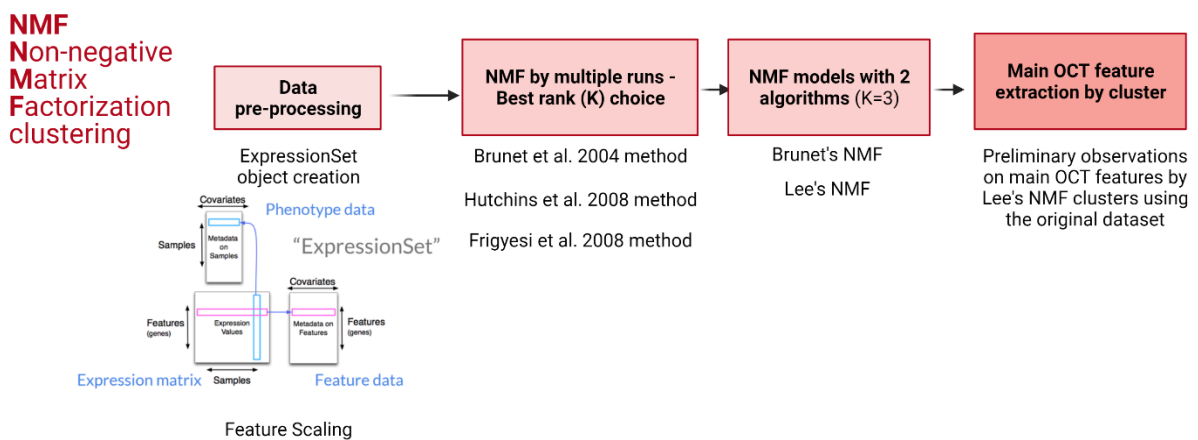 NMF
Non-negative
Matrix
Factorization
clustering
Data
pre-processing
NMF by multiple runs -
Best rank (K) choice
NMF models with 2
algorithms (K=3)
Main OCT feature
extraction by cluster
ExpressionSet
object creation
Brunet et al. 2004 method
Hutchins et al. 2008 method
Frigyesi et al. 2008 method
Brunet's NMF
Lee's NMF
Preliminary observations
on main OCT features by
Lee's NMF clusters using
the original dataset
Covariates
Phenotype data
Samples
Metadata
on
Samples
“ExpressionSet”
Covariates
Features
(genes)
Expression
Values
Metadata on
Features
Features
(genes)
Expression matrix
Samples
Feature data
Feature Scaling